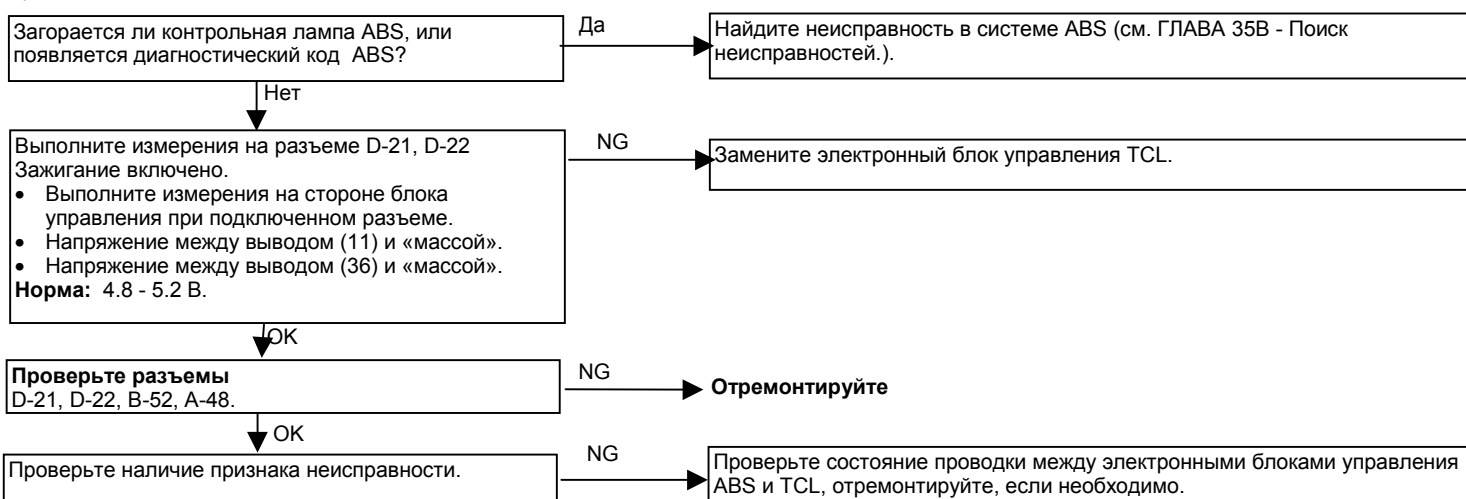 Загорается ли контрольная лампа ABS, или
появляется диагностический код ABS?
Да
Найдите неисправность в системе ABS (см. ГЛАВА 35B - Поиск
неисправностей.).
Нет
Выполните измерения на разъеме D-21, D-22
Зажигание включено.
• Выполните измерения на стороне блока
управления при подключенном разъеме.
• Напряжение между выводом (11) и «массой».
• Напряжение между выводом (36) и «массой».
Норма: 4.8 - 5.2 В.
NG
Замените электронный блок управления TCL.
OK
Проверьте разъемы
D-21, D-22, B-52, A-48.
NG
Отремонтируйте
OK
Проверьте наличие признака неисправности.
NG
Проверьте состояние проводки между электронными блоками управления
ABS и TCL, отремонтируйте, если необходимо.